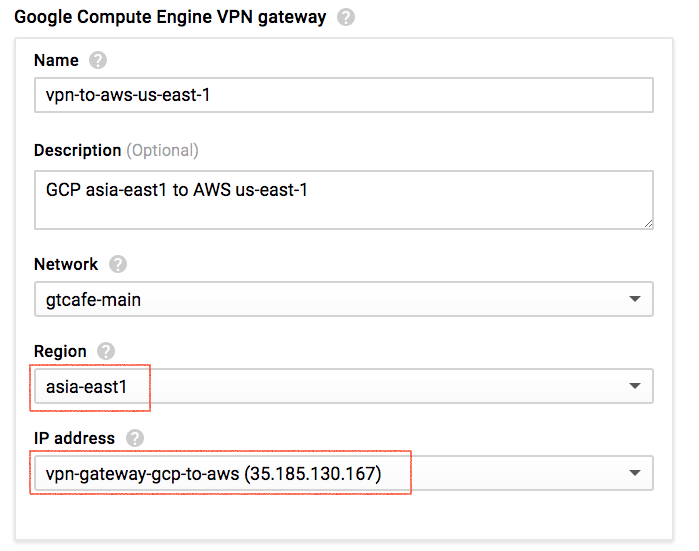 Google Compute Engine VPN gateway ?
Name ?
vpn-to-aws-us-east-1
Description (Optional)
GCP asia-east1 to AWS us-east-1
Network ?
gtcafe-main
Region ?
asia-east1
IP address ?
vpn-gateway-gcp-to-aws (35.185.130.167)